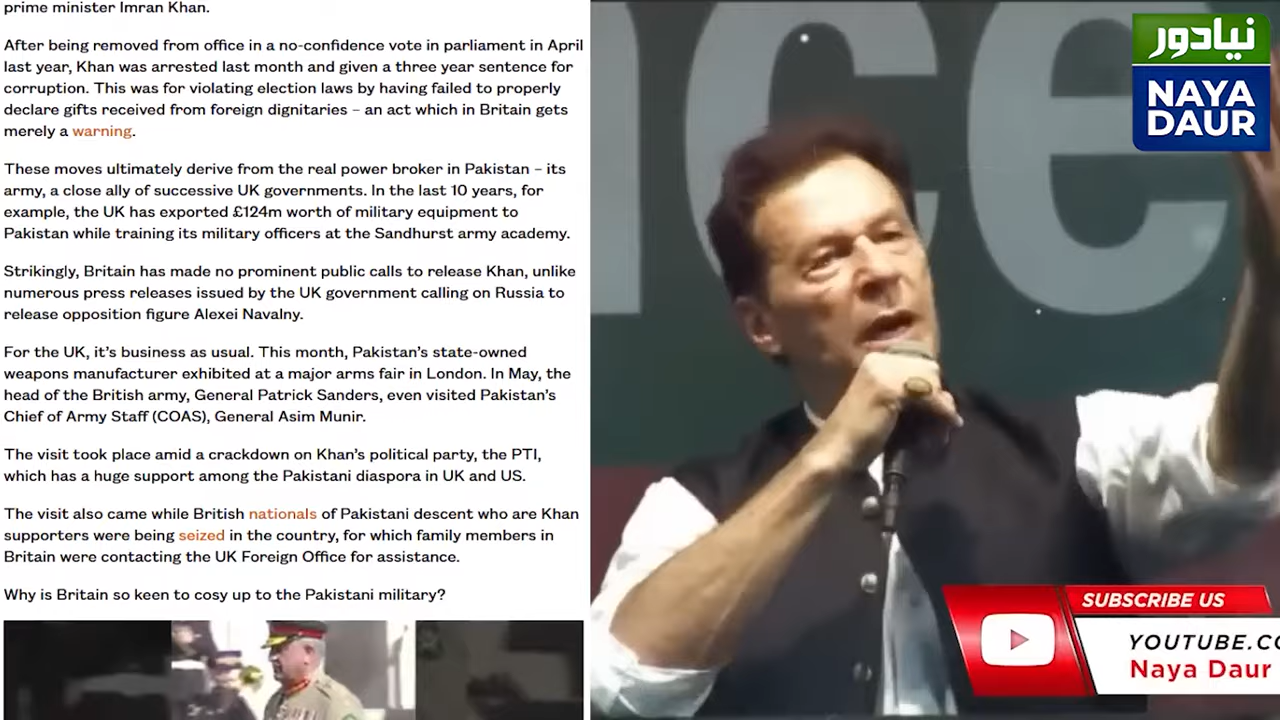 prime minister Imran Khan.
After being removed from office in a no-confidence vote in parliament in April
last year, Khan was arrested last month and given a three year sentence for
corruption. This was for violating election laws by having failed to properly
declare gifts received from foreign dignitaries – an act which in Britain gets
merely a warning.
These moves ultimately derive from the real power broker in Pakistan – its
army, a close ally of successive UK governments. In the last 10 years, for
example, the UK has exported £124m worth of military equipment to
Pakistan while training its military officers at the Sandhurst army academy.
Strikingly, Britain has made no prominent public calls to release Khan, unlike
numerous press releases issued by the UK government calling on Russia to
release opposition figure Alexei Navalny.
For the UK, it’s business as usual. This month, Pakistan’s state-owned
weapons manufacturer exhibited at a major arms fair in London. In May, the
head of the British army, General Patrick Sanders, even visited Pakistan’s
Chief of Army Staff (COAS), General Asim Munir.
The visit took place amid a crackdown on Khan’s political party, the PTI,
which has a huge support among the Pakistani diaspora in UK and US.
The visit also came while British nationals of Pakistani descent who are Khan
supporters were being seized in the country, for which family members in
Britain were contacting the UK Foreign Office for assistance.
Why is Britain so keen to cosy up to the Pakistani military?
نیادور
NAYA
DAUR
ce
SUBSCRIBE US
YOUTUBE.CO
Naya Daur